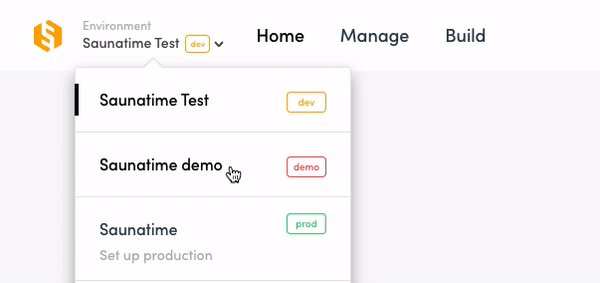 Environment
Saunatime Test dev
Home Manage Build
Saunatime Test dev
Saunatime demo demo
Saunatime prod
Set up production